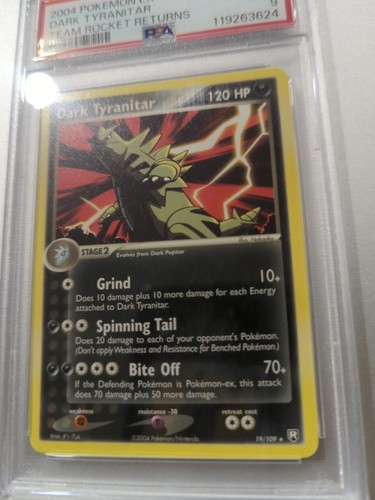 2004 POKEMON EX 9
DARK TYRANITAR
TEAM ROCKET RETURNS 119263624
PSA
Dark Tyranitar 120 HP
STAGE 2 Evolves from Dark Pupitar
Grind 10+
Does 10 damage plus 10 more damage for each Energy
attached to Dark Tyranitar.
Spinning Tail
Does 20 damage to each of your opponent's Pokémon.
(Don't apply Weakness and Resistance for Benched Pokémon.)
Bite Off 70+
If the Defending Pokémon is Pokémon-ex, this attack
does 70 damage plus 50 more damage.
weakness resistance -30 retreat cost
©2004 Pokémon/Nintendo 19/109 ★ R